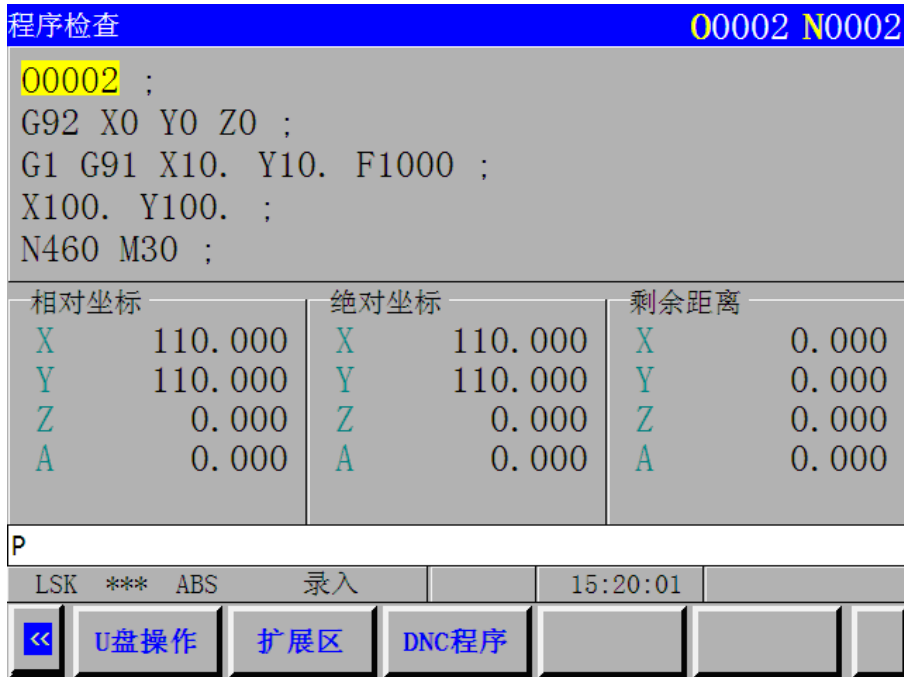 程序检查 O0002 N0002
O0002 ;
G92 X0 Y0 Z0 ;
G1 G91 X10. Y10. F1000 ;
X100. Y100. ;
N460 M30 ;
相对坐标 绝对坐标 剩余距离
X 110.000 X 110.000 X 0.000
Y 110.000 Y 110.000 Y 0.000
Z 0.000 Z 0.000 Z 0.000
A 0.000 A 0.000 A 0.000
P
LSK *** ABS 录入 15:20:01
<< U盘操作 扩展区 DNC程序